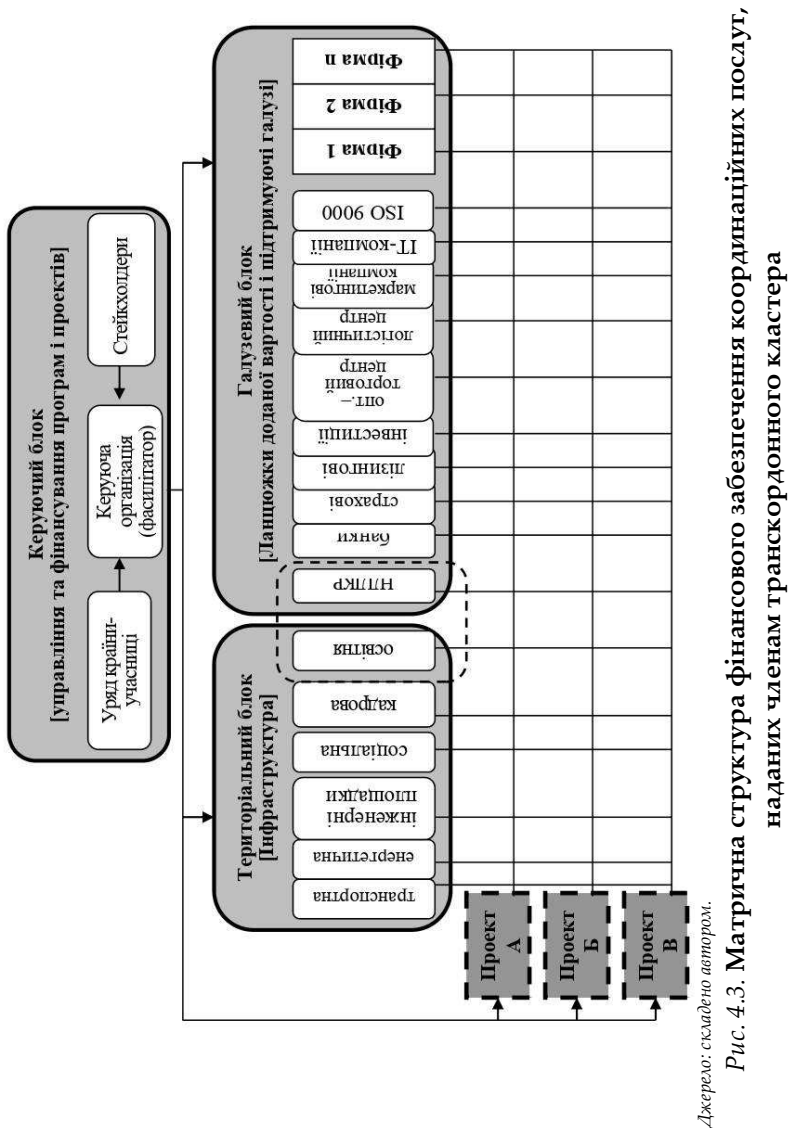 Керуючий блок
[управління та фінансування програм і проектів]
Уряд країни-
учасниці
Керуюча
організація
(фасилітатор)
Стейкхолдери
Територіальний блок
[Інфраструктура]
транспортна
енергетична
інженерні
площадки
соціальна
кадрова
освітня
Галузевий блок
[Ланцюжки доданої вартості і підтримуючі галузі]
НДДКР
банки
страхові
лізингові
інвестиції
опт.–
торговий
центр
логістичний
центр
маркетингові
компанії
ІТ-компанії
ISO 9000
Фірма 1
Фірма 2
Фірма n
Проект
А
Проект
Б
Проект
В
Джерело: складено автором.
Рис. 4.3. Матрична структура фінансового забезпечення координаційних послуг,
наданих членам транскордонного кластера